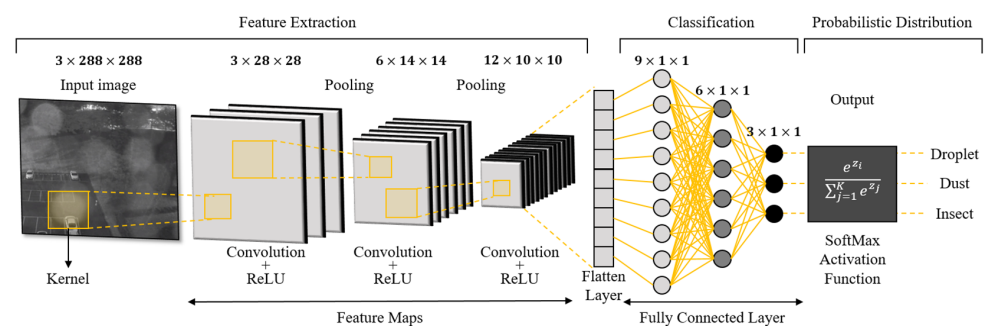 Feature Extraction
Classification
Probabilistic Distribution
3 × 288 × 288
3 × 28 × 28
6 × 14 × 14
12 × 10 × 10
9 × 1 × 1
Input image
Pooling
Pooling
6 × 1 × 1
Output
3 × 1 × 1
Droplet
e^{z_i}
Dust
∑_{j=1}^{K} e^{z_j}
Insect
Convolution
+
ReLU
Convolution
+
ReLU
Convolution
+
ReLU
Kernel
Flatten
Layer
SoftMax
Activation
Function
Feature Maps
Fully Connected Layer